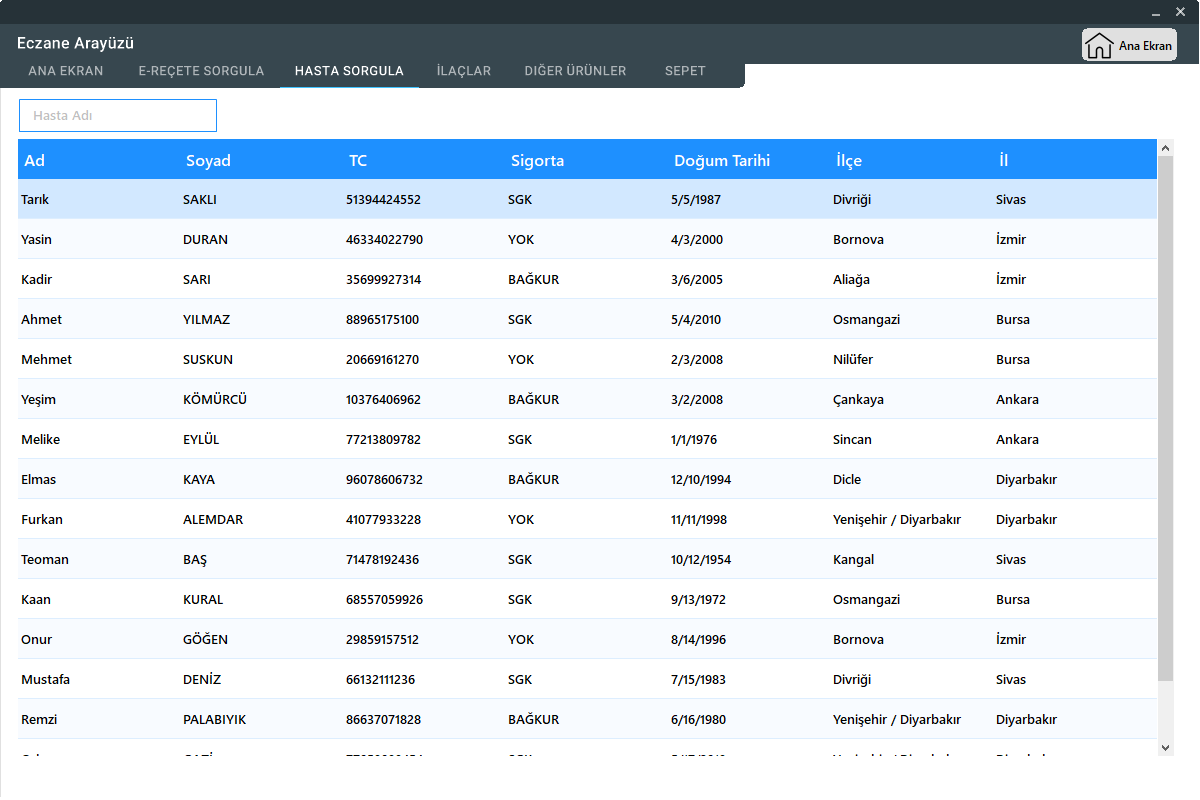 Eczane Arayüzü
Ana Ekran
ANA EKRAN E-REÇETE SORGULA HASTA SORGULA İLAÇLAR DIĞER ÜRÜNLER SEPET
Hasta Adı
Ad Soyad TC Sigorta Doğum Tarihi İlçe İl
Tarık SAKLI 51394424552 SGK 5/5/1987 Divriği Sivas
Yasin DURAN 46334022790 YOK 4/3/2000 Bornova İzmir
Kadir SARI 35699927314 BAĞKUR 3/6/2005 Aliağa İzmir
Ahmet YILMAZ 88965175100 SGK 5/4/2010 Osmangazi Bursa
Mehmet SUSKUN 20669161270 YOK 2/3/2008 Nilüfer Bursa
Yeşim KÖMÜRCÜ 10376406962 BAĞKUR 3/2/2008 Çankaya Ankara
Melike EYLÜL 77213809782 SGK 1/1/1976 Sincan Ankara
Elmas KAYA 96078606732 BAĞKUR 12/10/1994 Dicle Diyarbakır
Furkan ALEMDAR 41077933228 YOK 11/11/1998 Yenişehir / Diyarbakır Diyarbakır
Teoman BAŞ 71478192436 SGK 10/12/1954 Kangal Sivas
Kaan KURAL 68557059926 SGK 9/13/1972 Osmangazi Bursa
Onur GÖĞEN 29859157512 YOK 8/14/1996 Bornova İzmir
Mustafa DENİZ 66132111236 SGK 7/15/1983 Divriği Sivas
Remzi PALABIYIK 86637071828 BAĞKUR 6/16/1980 Yenişehir / Diyarbakır Diyarbakır